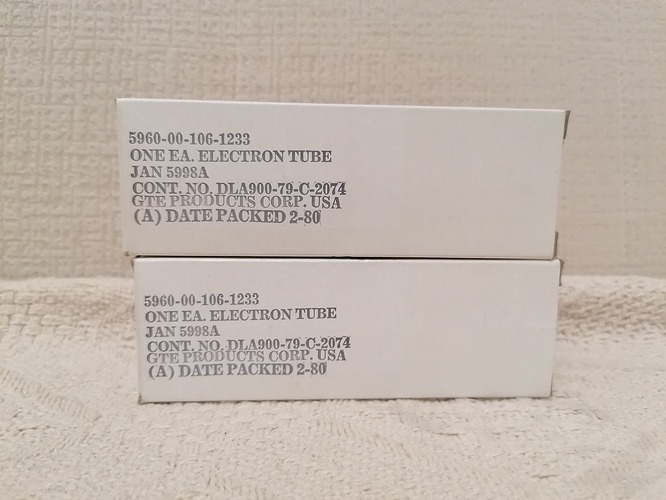 5960-00-106-1233
ONE EA. ELECTRON TUBE
JAN 5998A
CONT. NO. DLA900-79-C-2074
GTE PRODUCTS CORP. USA
(A) DATE PACKED 2-80
5960-00-106-1233
ONE EA. ELECTRON TUBE
JAN 5998A
CONT. NO. DLA900-79-C-2074
GTE PRODUCTS CORP. USA
(A) DATE PACKED 2-80